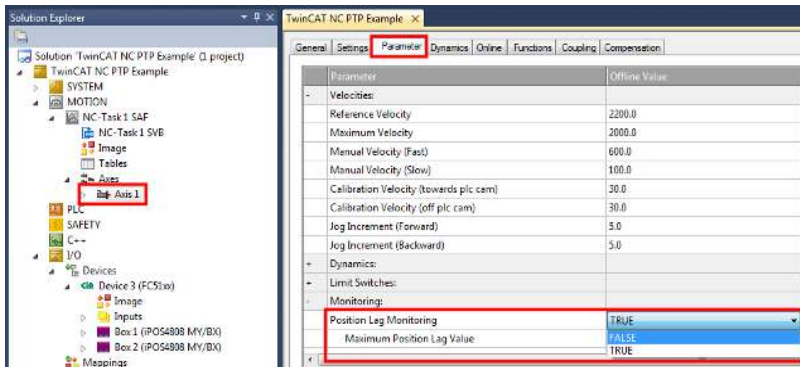 Solution Explorer
Solution 'TwinCAT NC PTP Example' (1 project)
TwinCAT NC PTP Example
SYSTEM
MOTION
NC-Task 1 SAF
NC-Task 1 SVB
Image
Tables
Axes
Axis 1
PLC
SAFETY
C++
I/O
Devices
Device 3 (FC51xx)
Image
Inputs
Box 1 (iPOS4808 MY/BX)
Box 2 (iPOS4808 MY/BX)
Mappings
TwinCAT NC PTP Example
General Settings Parameter Dynamics Online Functions Coupling Compensation
Parameter Offline Value
Velocities:
Reference Velocity 2200.0
Maximum Velocity 2000.0
Manual Velocity (Fast) 600.0
Manual Velocity (Slow) 100.0
Calibration Velocity (towards plc cam) 30.0
Calibration Velocity (off plc cam) 30.0
Jog Increment (Forward) 5.0
Jog Increment (Backward) 5.0
Dynamics:
Limit Switches:
Monitoring:
Position Lag Monitoring TRUE
Maximum Position Lag Value FALSE
TRUE